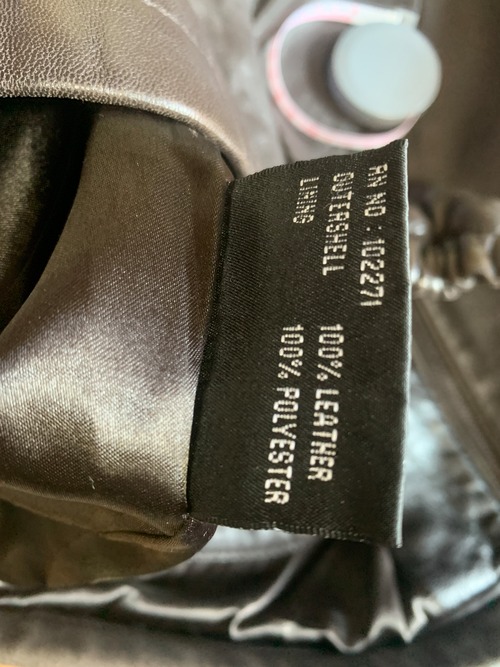 RN NO : 102271
OUTERSHELL 100% LEATHER
LINING 100% POLYESTER